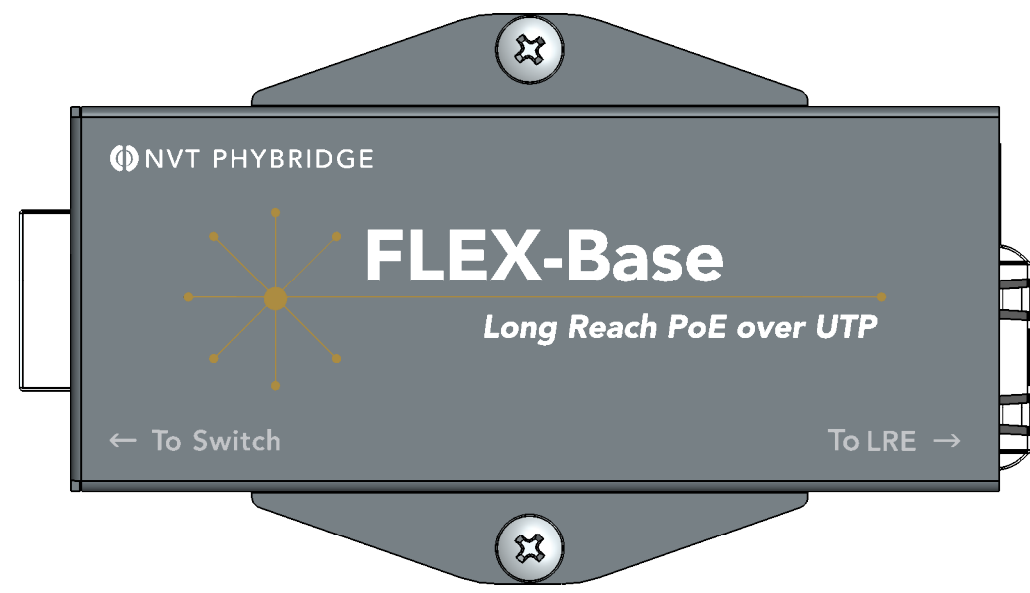 NVT PHYBRIDGE
FLEX-Base
Long Reach PoE over UTP
← To Switch
To LRE →